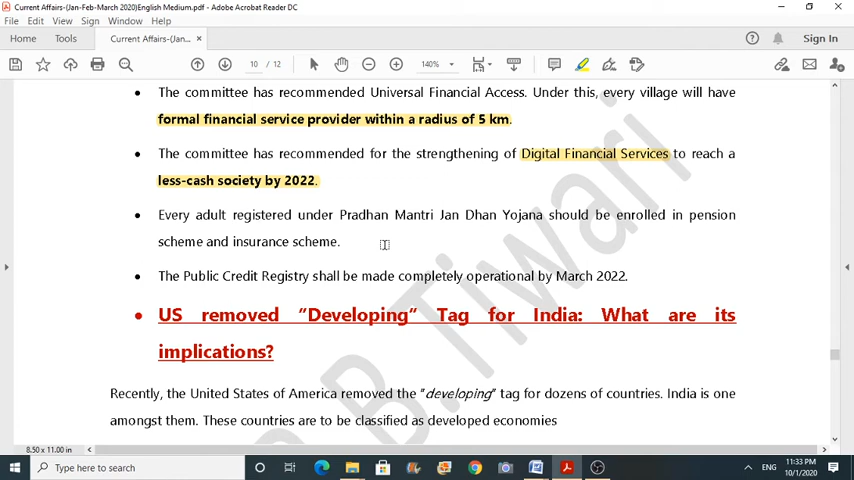 Current Affairs-(Jan-Feb-March 2020)English Medium.pdf - Adobe Acrobat Reader DC
File Edit View Sign Window Help
Home Tools Current Affairs-(Jan-... × Sign In
10 / 12 140%
• The committee has recommended Universal Financial Access. Under this, every village will have
formal financial service provider within a radius of 5 km.
• The committee has recommended for the strengthening of Digital Financial Services to reach a
less-cash society by 2022.
• Every adult registered under Pradhan Mantri Jan Dhan Yojana should be enrolled in pension
scheme and insurance scheme.
• The Public Credit Registry shall be made completely operational by March 2022.
• US removed "Developing" Tag for India: What are its
implications?
Recently, the United States of America removed the "developing" tag for dozens of countries. India is one
amongst them. These countries are to be classified as developed economies
B Tiwari
8.50 x 11.00 in
Type here to search
ENG
11:33 PM
10/1/2020